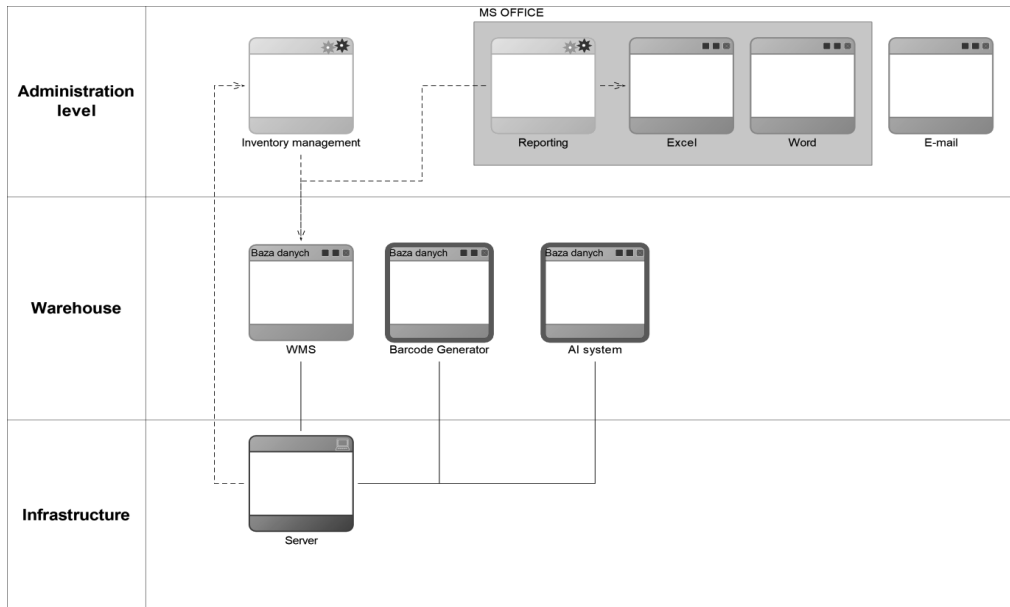 MS OFFICE
Administration
level
Inventory management
Reporting
Excel
Word
E-mail
Warehouse
Baza danych
Baza danych
Baza danych
WMS
Barcode Generator
AI system
Infrastructure
Server